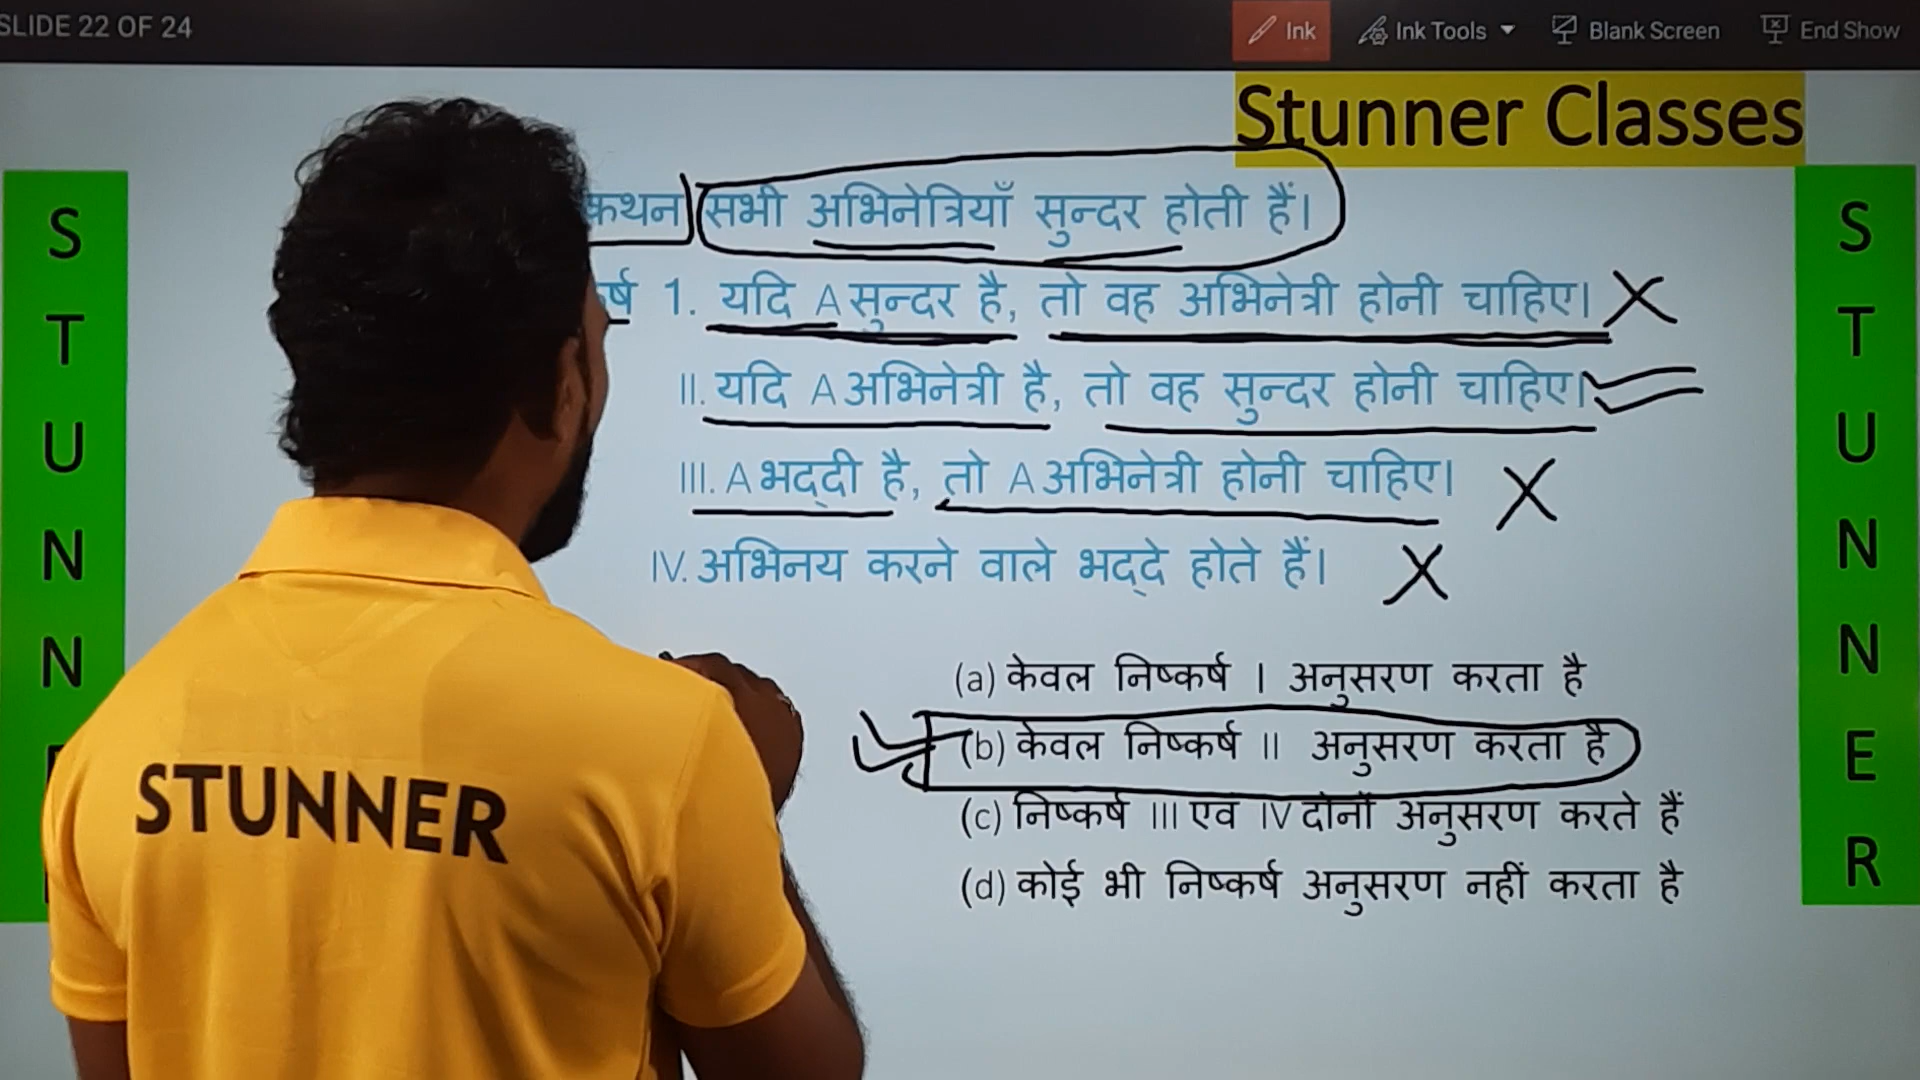 SLIDE 22 OF 24
Ink
Ink Tools
Blank Screen
End Show
Stunner Classes
कथन सभी अभिनेत्रियाँ सुन्दर होती हैं।
1. यदि A सुन्दर है, तो वह अभिनेत्री होनी चाहिए।
II. यदि A अभिनेत्री है, तो वह सुन्दर होनी चाहिए।
III. A भद्दी है, तो A अभिनेत्री होनी चाहिए।
IV. अभिनय करने वाले भद्दे होते हैं।
(a) केवल निष्कर्ष I अनुसरण करता है
(b) केवल निष्कर्ष II अनुसरण करता है
(c) निष्कर्ष III एवं IV दोनों अनुसरण करते हैं
(d) कोई भी निष्कर्ष अनुसरण नहीं करता है
S
T
U
N
N
S
T
U
N
N
E
R
STUNNER